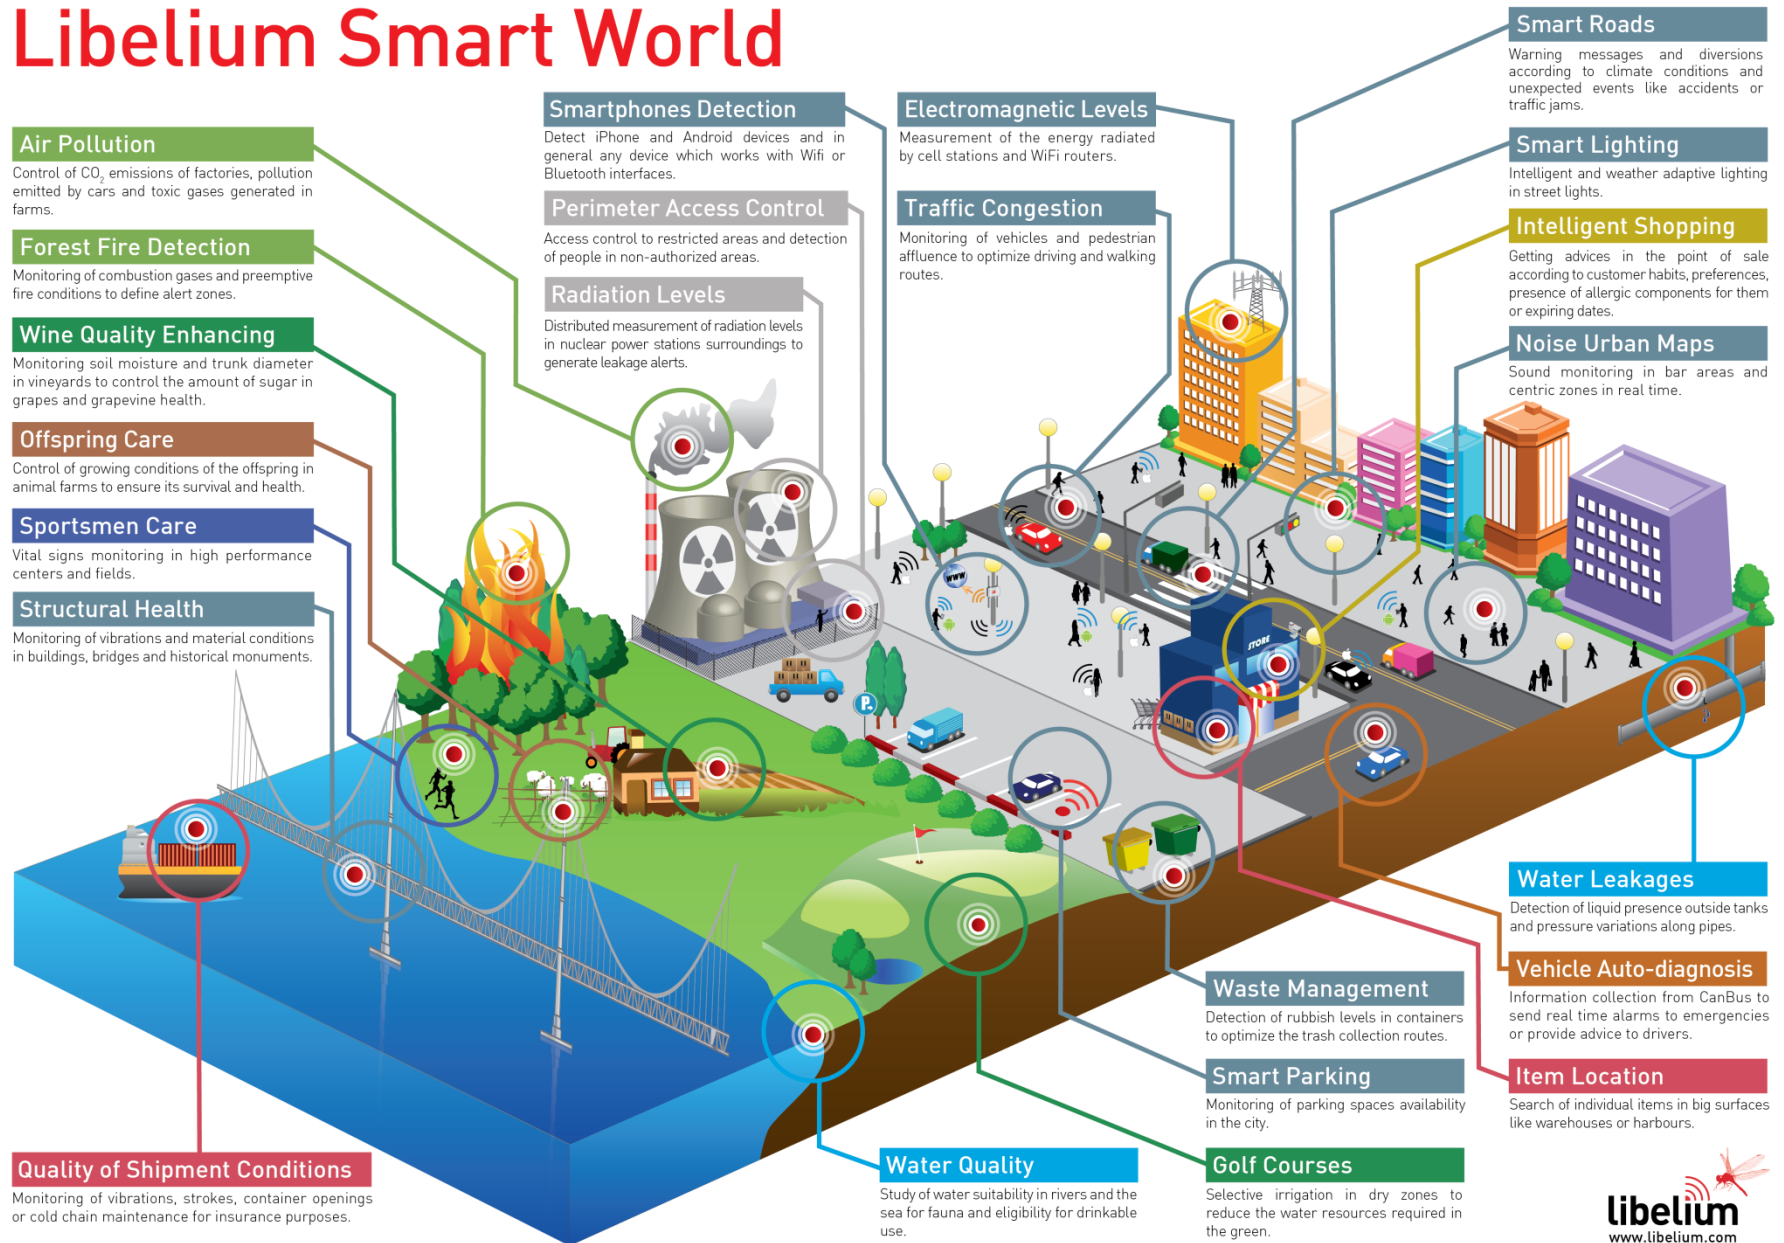 Libelium Smart World
Air Pollution
Control of CO₂ emissions of factories, pollution
emitted by cars and toxic gases generated in
farms.
Forest Fire Detection
Monitoring of combustion gases and preemptive
fire conditions to define alert zones.
Wine Quality Enhancing
Monitoring soil moisture and trunk diameter
in vineyards to control the amount of sugar in
grapes and grapevine health.
Offspring Care
Control of growing conditions of the offspring in
animal farms to ensure its survival and health.
Sportsmen Care
Vital signs monitoring in high performance
centers and fields.
Structural Health
Monitoring of vibrations and material conditions
in buildings, bridges and historical monuments.
Quality of Shipment Conditions
Monitoring of vibrations, strokes, container openings
or cold chain maintenance for insurance purposes.
Smartphones Detection
Detect iPhone and Android devices and in
general any device which works with Wifi or
Bluetooth interfaces.
Perimeter Access Control
Access control to restricted areas and detection
of people in non-authorized areas.
Radiation Levels
Distributed measurement of radiation levels
in nuclear power stations surroundings to
generate leakage alerts.
Electromagnetic Levels
Measurement of the energy radiated
by cell stations and WiFi routers.
Traffic Congestion
Monitoring of vehicles and pedestrian
affluence to optimize driving and walking
routes.
Smart Roads
Warning messages and diversions
according to climate conditions and
unexpected events like accidents or
traffic jams.
Smart Lighting
Intelligent and weather adaptive lighting
in street lights.
Intelligent Shopping
Getting advices in the point of sale
according to customer habits, preferences,
presence of allergic components for them
or expiring dates.
Noise Urban Maps
Sound monitoring in bar areas and
centric zones in real time.
www
STORE
P
Water Leakages
Detection of liquid presence outside tanks
and pressure variations along pipes.
Vehicle Auto-diagnosis
Information collection from CanBus to
send real time alarms to emergencies
or provide advice to drivers.
Item Location
Search of individual items in big surfaces
like warehouses or harbours.
Waste Management
Detection of rubbish levels in containers
to optimize the trash collection routes.
Smart Parking
Monitoring of parking spaces availability
in the city.
Golf Courses
Selective irrigation in dry zones to
reduce the water resources required in
the green.
Water Quality
Study of water suitability in rivers and the
sea for fauna and eligibility for drinkable
use.
libelium
www.libelium.com